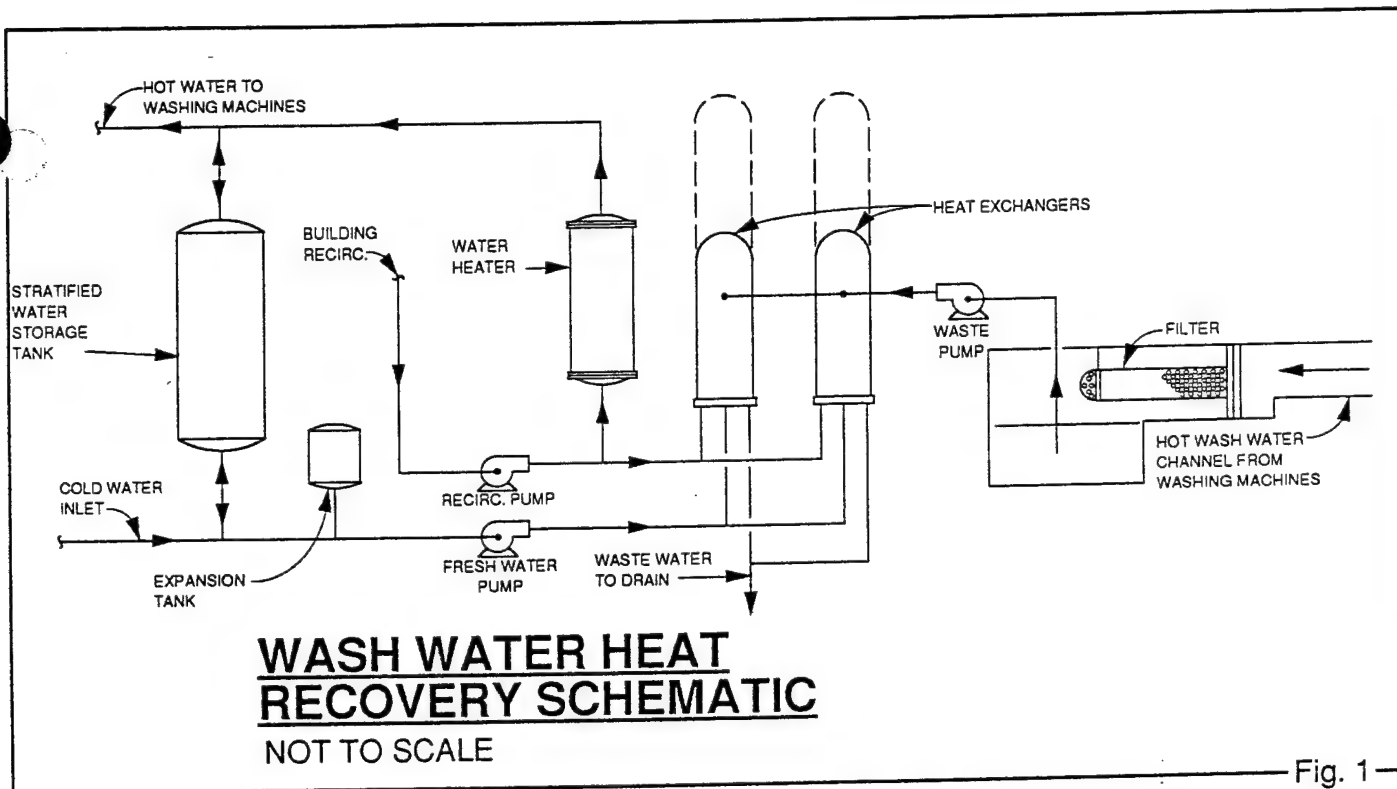 HOT WATER TO
WASHING MACHINES
HEAT EXCHANGERS
BUILDING
RECIRC.
WATER
HEATER
STRATIFIED
WATER
STORAGE
TANK
WASTE
PUMP
FILTER
HOT WASH WATER
CHANNEL FROM
WASHING MACHINES
COLD WATER
INLET
RECIRC. PUMP
EXPANSION
TANK
FRESH WATER
PUMP
WASTE WATER
TO DRAIN
WASH WATER HEAT
RECOVERY SCHEMATIC
NOT TO SCALE
Fig. 1